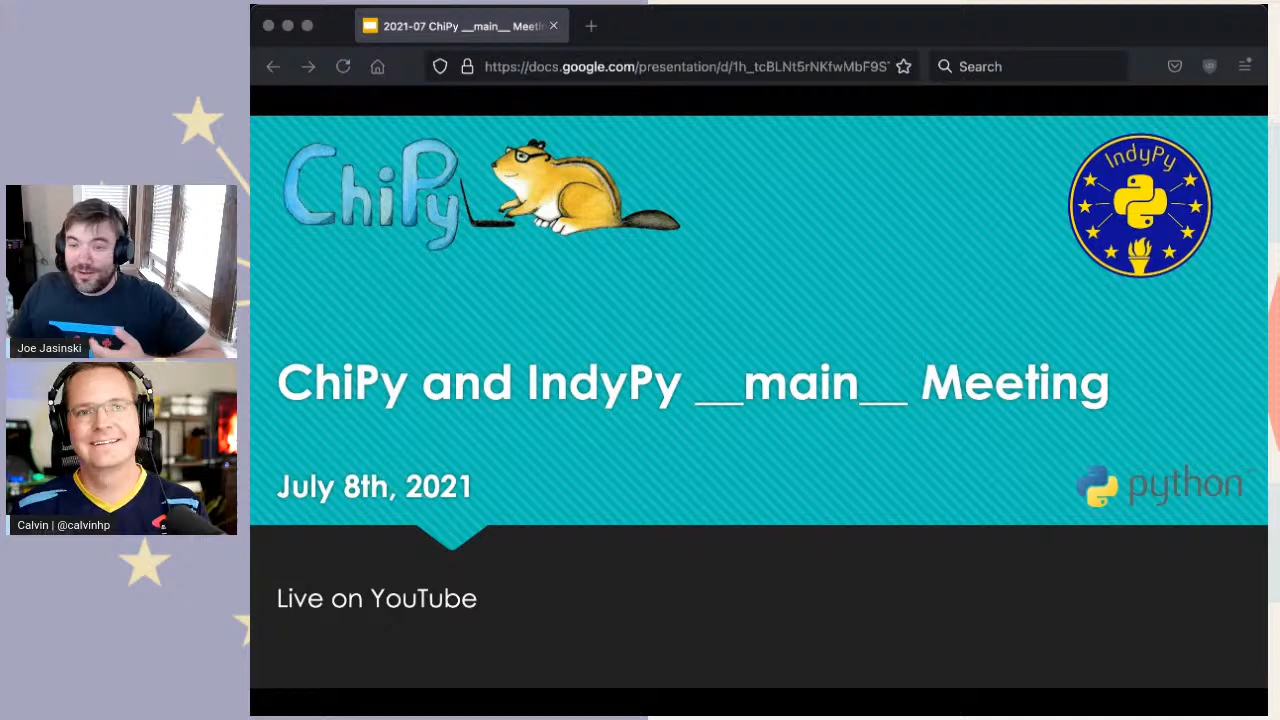 2021-07 ChiPy __main__ Meetin
https://docs.google.com/presentation/d/1h_tcBLNt5rNKfwMbF9S
Search
ChiPy
IndyPy
Joe Jasinski
ChiPy and IndyPy __main__ Meeting
July 8th, 2021
python
Calvin | @calvinhp
Live on YouTube